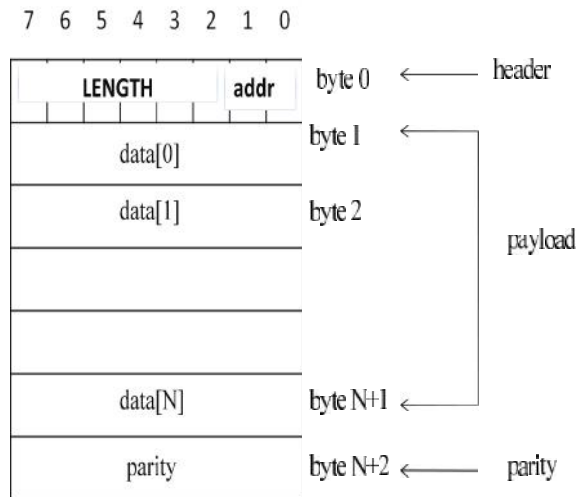 7 6 5 4 3 2 1 0
LENGTH addr byte 0 header
data[0] byte 1
data[1] byte 2
payload
data[N] byte N+1
parity byte N+2 parity